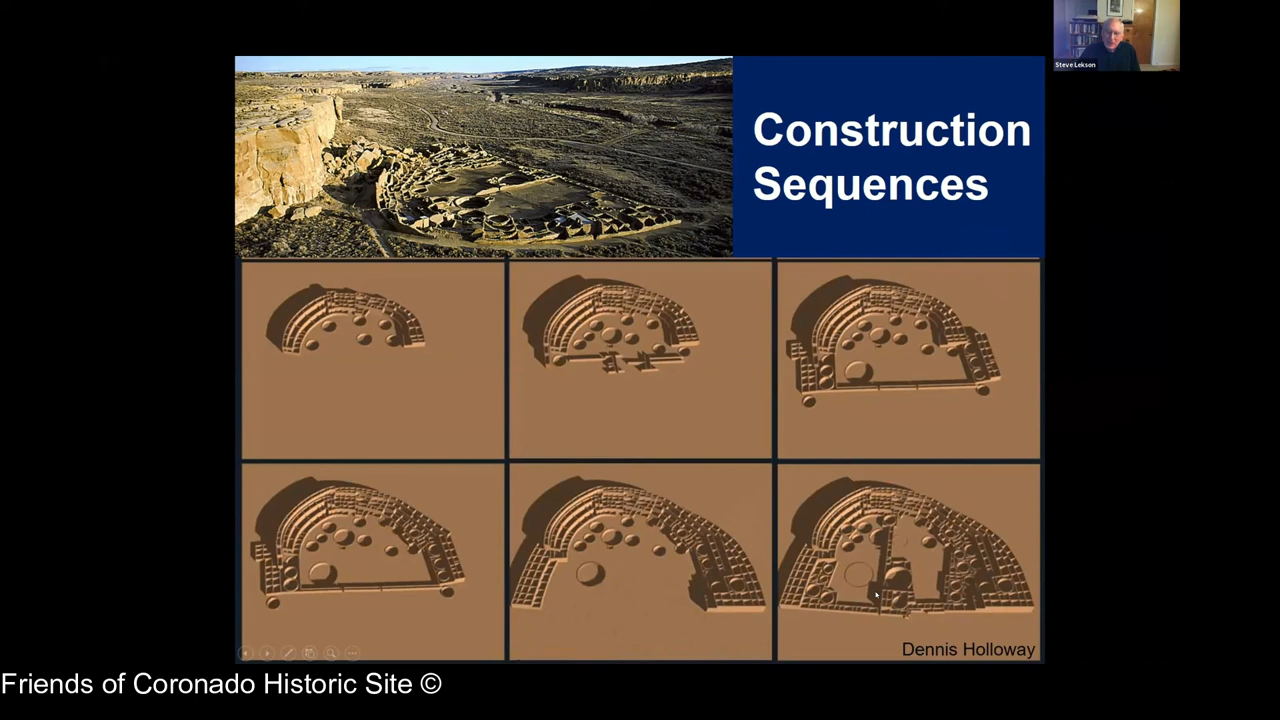 Steve Lekson
Construction
Sequences
Dennis Holloway
Friends of Coronado Historic Site ©